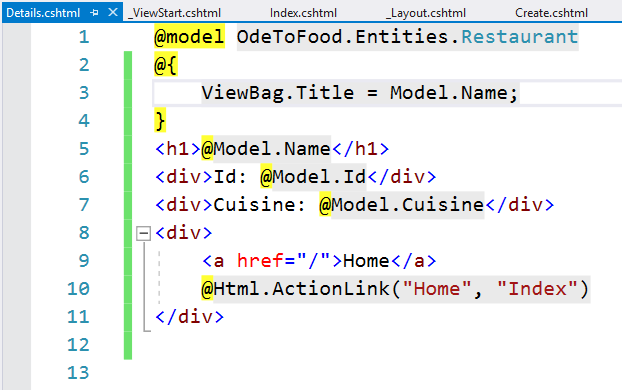 Details.cshtml _ViewStart.cshtml Index.cshtml _Layout.cshtml Create.cshtml
1 @model OdeToFood.Entities.Restaurant
2 @{
3     ViewBag.Title = Model.Name;
4 }
5 <h1>@Model.Name</h1>
6 <div>Id: @Model.Id</div>
7 <div>Cuisine: @Model.Cuisine</div>
8 <div>
9     <a href="/">Home</a>
10     @Html.ActionLink("Home", "Index")
11 </div>
12
13